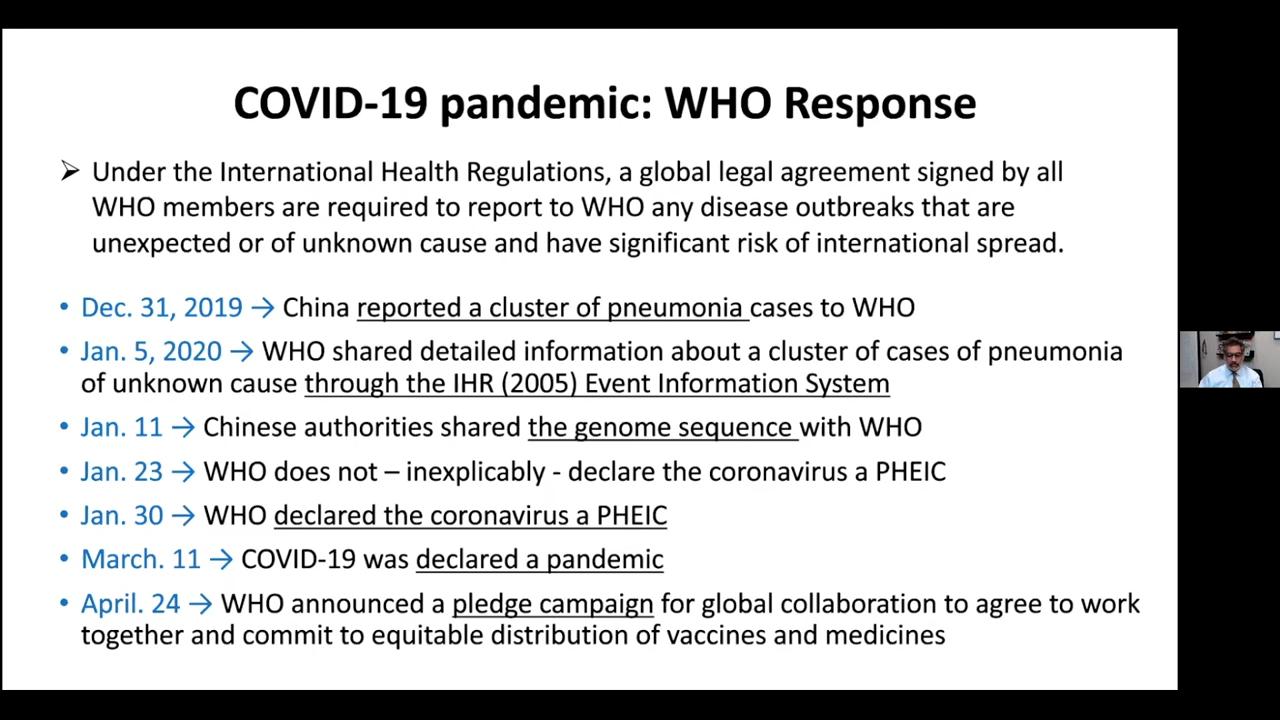 COVID-19 pandemic: WHO Response
➢ Under the International Health Regulations, a global legal agreement signed by all
WHO members are required to report to WHO any disease outbreaks that are
unexpected or of unknown cause and have significant risk of international spread.
• Dec. 31, 2019 → China reported a cluster of pneumonia cases to WHO
• Jan. 5, 2020 → WHO shared detailed information about a cluster of cases of pneumonia
of unknown cause through the IHR (2005) Event Information System
• Jan. 11 → Chinese authorities shared the genome sequence with WHO
• Jan. 23 → WHO does not – inexplicably - declare the coronavirus a PHEIC
• Jan. 30 → WHO declared the coronavirus a PHEIC
• March. 11 → COVID-19 was declared a pandemic
• April. 24 → WHO announced a pledge campaign for global collaboration to agree to work
together and commit to equitable distribution of vaccines and medicines